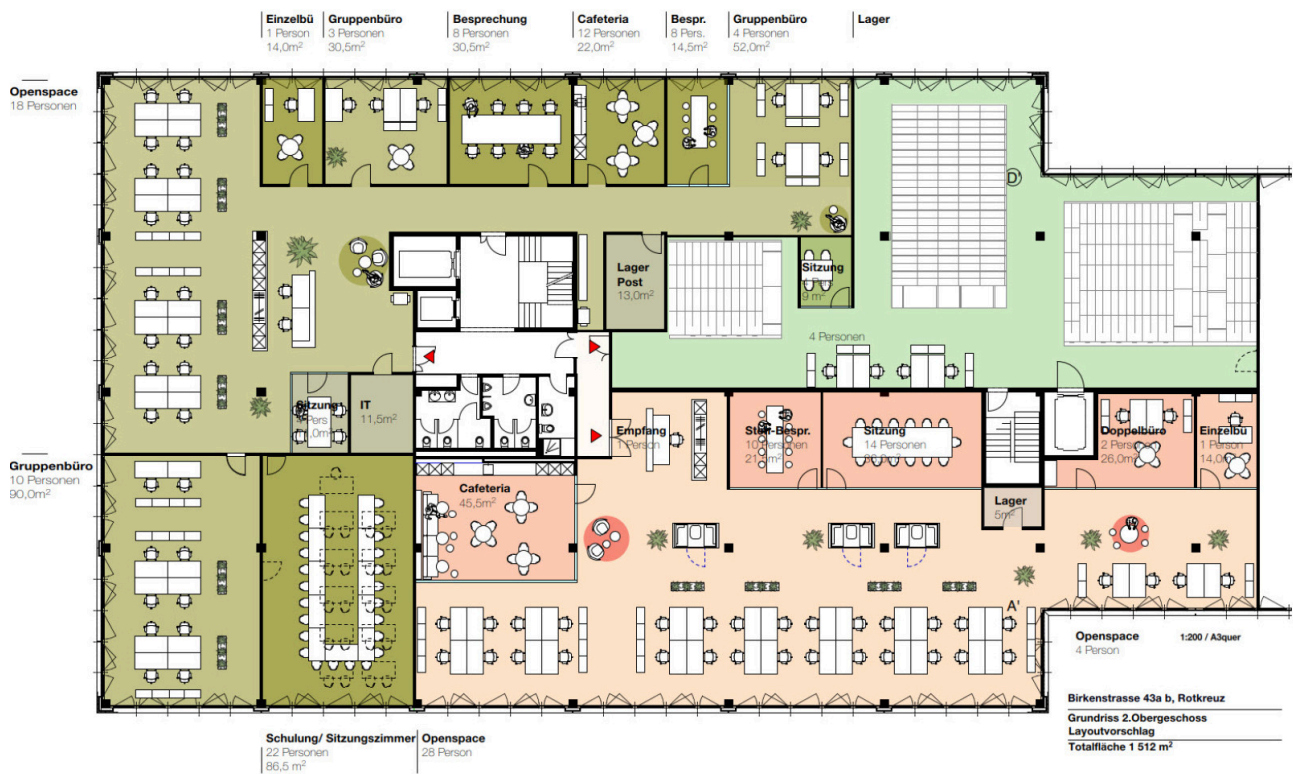 Einzelbü
1 Person
14,0m²
Gruppenbüro
3 Personen
30,5m²
Besprechung
8 Personen
30,5m²
Cafeteria
12 Personen
22,0m²
Bespr.
8 Pers.
14,5m²
Gruppenbüro
4 Personen
52,0m²
Lager
Openspace
18 Personen
D'
Lager
Post
13,0m²
Sitzung
9 m²
4 Personen
Sitzung
Pers
IT
11,5m²
Empfang
1 Person
10 Personen
Sitzung
14 Personen
Doppelbüro
2 Personen
26,0m²
Einzelbü
1 Person
14,0m²
Gruppenbüro
10 Personen
90,0m²
Cafeteria
45,5m²
Lager
5m²
A'
Openspace
4 Person
1:200 / A3quer
Birkenstrasse 43a b, Rotkreuz
Grundriss 2.Obergeschoss
Layoutvorschlag
Totalfläche 1 512 m²
Schulung/ Sitzungszimmer
22 Personen
86,5 m²
Openspace
28 Person